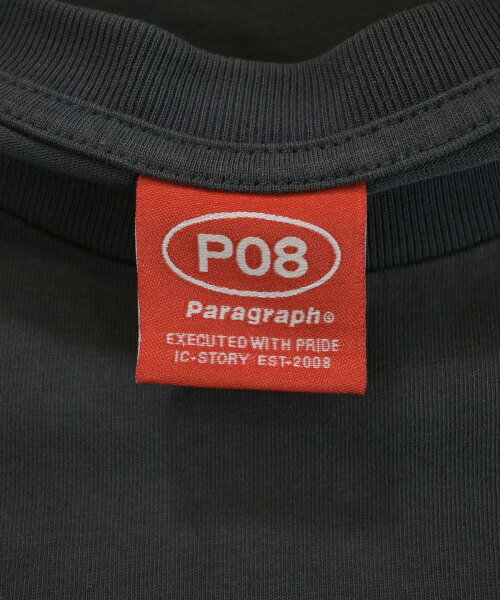 P08
Paragraph®
EXECUTED WITH PRIDE
IC-STORY EST-2008